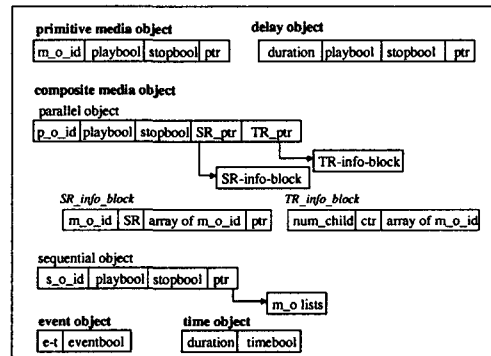 primitive media object
m_o_id playbool stopbool ptr
delay object
duration playbool stopbool ptr
composite media object
parallel object
p_o_id playbool stopbool SR_ptr TR_ptr
TR-info-block
SR-info-block
SR_info_block
m_o_id SR array of m_o_id ptr
TR_info_block
num_child ctr array of m_o_id
sequential object
s_o_id playbool stopbool ptr
m_o lists
event object
e-t eventbool
time object
duration timebool